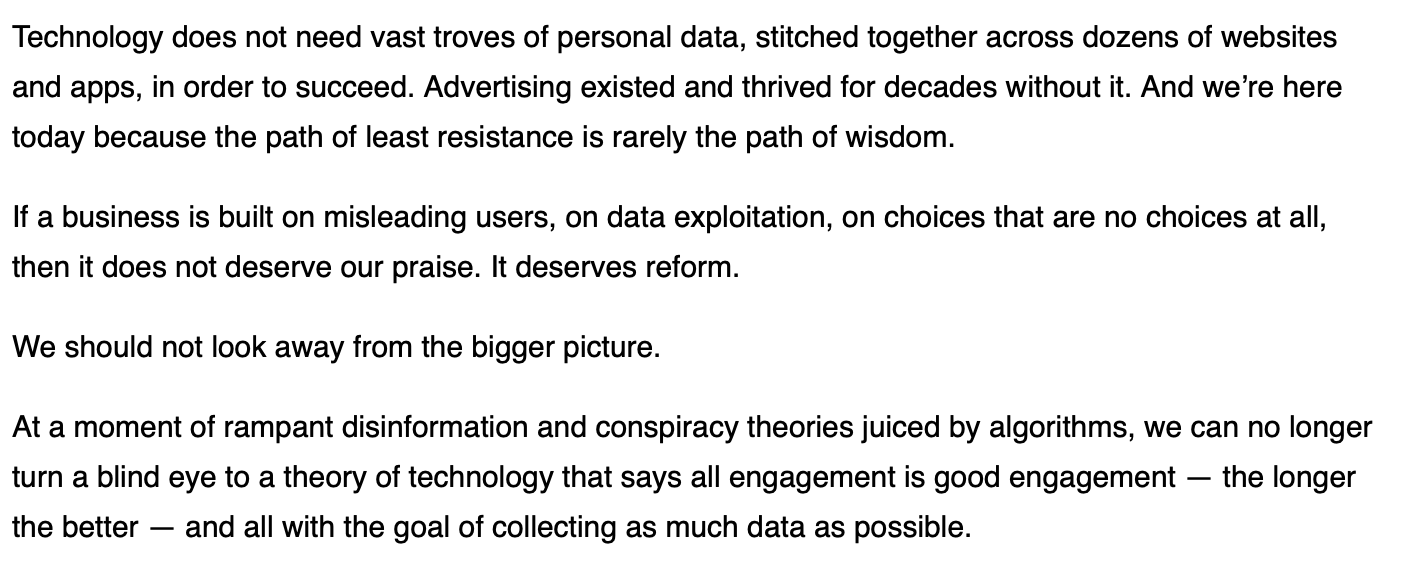 Technology does not need vast troves of personal data, stitched together across dozens of websites
and apps, in order to succeed. Advertising existed and thrived for decades without it. And we’re here
today because the path of least resistance is rarely the path of wisdom.
If a business is built on misleading users, on data exploitation, on choices that are no choices at all,
then it does not deserve our praise. It deserves reform.
We should not look away from the bigger picture.
At a moment of rampant disinformation and conspiracy theories juiced by algorithms, we can no longer
turn a blind eye to a theory of technology that says all engagement is good engagement — the longer
the better — and all with the goal of collecting as much data as possible.